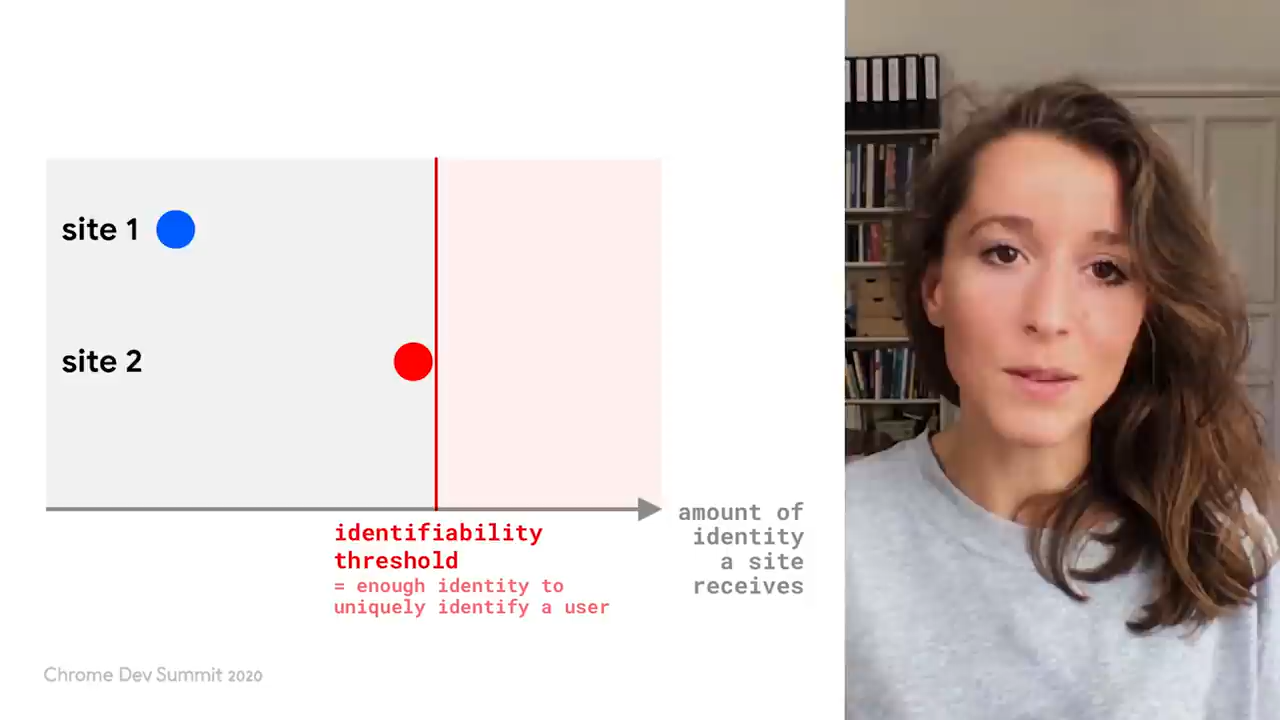 site 1
site 2
identifiability
threshold
= enough identity to
uniquely identify a user
amount of
identity
a site
receives
Chrome Dev Summit 2020